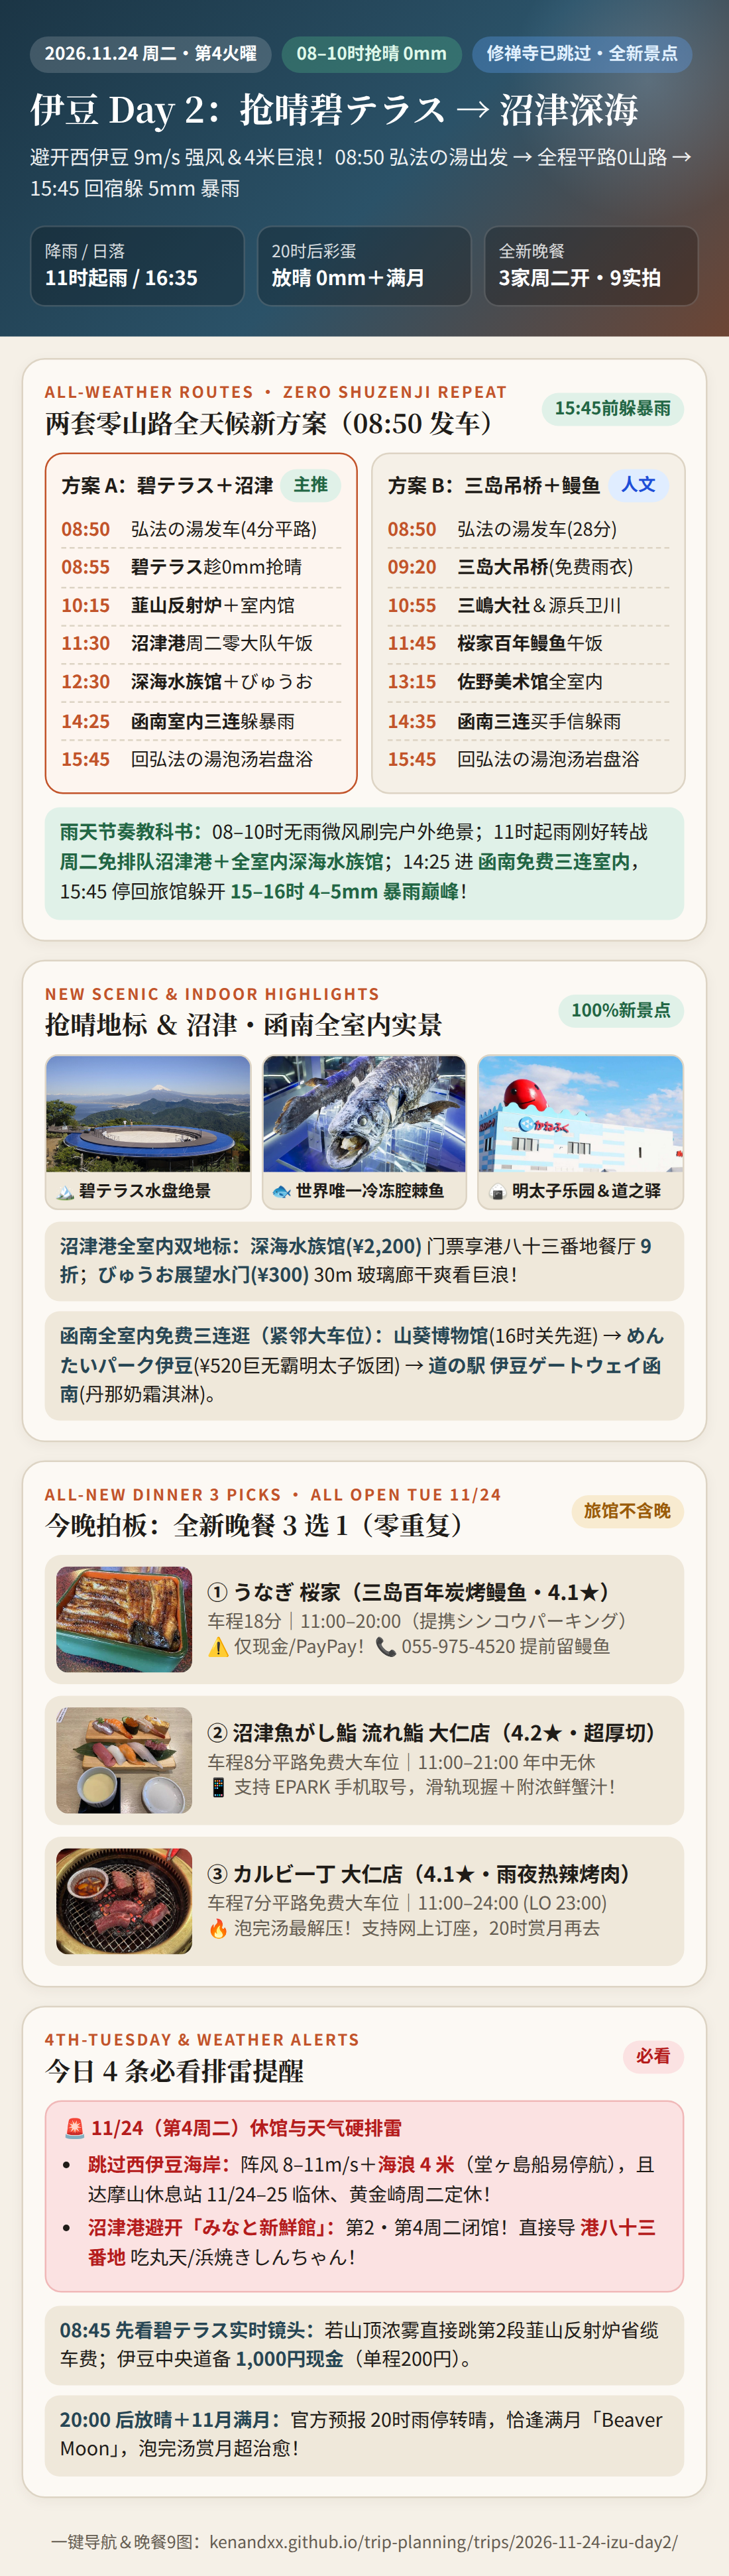 2026.11.24 周二・第4火曜
08–10时抢晴 0mm
修禅寺已跳过・全新景点
伊豆 Day 2：抢晴碧テラス → 沼津深海
避开西伊豆 9m/s 强风＆4米巨浪！08:50 弘法の湯出发 → 全程平路0山路 →
15:45 回宿躲 5mm 暴雨
降雨 / 日落
11时起雨 / 16:35
20时后彩蛋
放晴 0mm＋满月
全新晚餐
3家周二开・9实拍
ALL-WEATHER ROUTES ・ ZERO SHUZENJI REPEAT
两套零山路全天候新方案（08:50 发车）
15:45前躲暴雨
方案 A：碧テラス＋沼津
主推
08:50 弘法の湯发车(4分平路)
08:55 碧テラス趁0mm抢晴
10:15 韮山反射炉＋室内馆
11:30 沼津港周二零大队午饭
12:30 深海水族馆＋びゅうお
14:25 函南室内三连躲暴雨
15:45 回弘法の湯泡汤岩盘浴
方案 B：三岛吊桥＋鳗鱼
人文
08:50 弘法の湯发车(28分)
09:20 三岛大吊桥(免费雨衣)
10:55 三嶋大社＆源兵卫川
11:45 桜家百年鳗鱼午饭
13:15 佐野美术馆全室内
14:35 函南三连买手信躲雨
15:45 回弘法の湯泡汤岩盘浴
雨天节奏教科书：08–10时无雨微风刷完户外绝景；11时起雨刚好转战
周二免排队沼津港＋全室内深海水族馆；14:25 进 函南免费三连室内，
15:45 停回旅馆躲开 15–16时 4–5mm 暴雨巅峰！
NEW SCENIC & INDOOR HIGHLIGHTS
抢晴地标 ＆ 沼津・函南全室内实景
100%新景点
かねふく
🏔️ 碧テラス水盘绝景
🐟 世界唯一冷冻腔棘鱼
🍙 明太子乐园＆道之驿
沼津港全室内双地标：深海水族馆(¥2,200) 门票享港八十三番地餐厅 9
折；びゅうお展望水门(¥300) 30m 玻璃廊干爽看巨浪！
函南全室内免费三连逛（紧邻大车位）：山葵博物馆(16时关先逛) → めん
たいパーク伊豆(¥520巨无霸明太子饭团) → 道の駅 伊豆ゲートウェイ函
南(丹那奶霜淇淋)。
ALL-NEW DINNER 3 PICKS ・ ALL OPEN TUE 11/24
今晚拍板：全新晚餐 3 选 1（零重复）
旅馆不含晚
① うなぎ 桜家（三岛百年炭烤鳗鱼・4.1★）
车程18分｜11:00–20:00（提携シンコウパーキング）
⚠️ 仅现金/PayPay！📞 055-975-4520 提前留鳗鱼
② 沼津魚がし鮨 流れ鮨 大仁店（4.2★・超厚切）
车程8分平路免费大车位｜11:00–21:00 年中无休
📱 支持 EPARK 手机取号，滑轨现握＋附浓鲜蟹汁！
③ カルビ一丁 大仁店（4.1★・雨夜热辣烤肉）
车程7分平路免费大车位｜11:00–24:00 (LO 23:00)
🔥 泡完汤最解压！支持网上订座，20时赏月再去
4TH-TUESDAY & WEATHER ALERTS
今日 4 条必看排雷提醒
必看
🚨 11/24（第4周二）休馆与天气硬排雷
• 跳过西伊豆海岸：阵风 8–11m/s＋海浪 4 米（堂ヶ島船易停航），且
达摩山休息站 11/24–25 临休、黄金崎周二定休！
• 沼津港避开「みなと新鮮館」：第2・第4周二闭馆！直接导 港八十三
番地 吃丸天/浜焼きしんちゃん！
08:45 先看碧テラス实时镜头：若山顶浓雾直接跳第2段韮山反射炉省缆
车费；伊豆中央道备 1,000円现金（单程200円）。
20:00 后放晴＋11月满月：官方预报 20时雨停转晴，恰逢满月「Beaver
Moon」，泡完汤赏月超治愈！
一键导航＆晚餐9图：kenandxx.github.io/trip-planning/trips/2026-11-24-izu-day2/